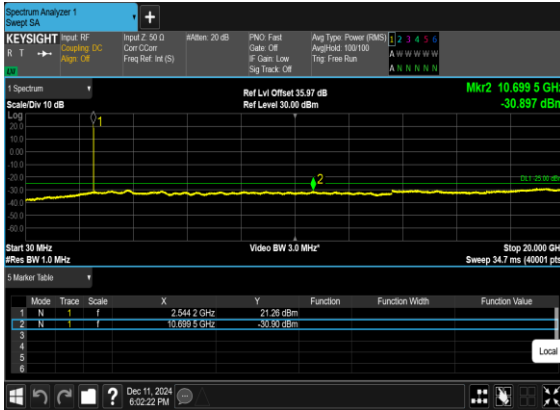 Spectrum Analyzer 1
Swept SA
+
KEYSIGHT Input: RF Input Z: 50 Ω #Atten: 20 dB PNO: Fast Avg Type: Power (RMS) 1 2 3 4 5 6
R T Coupling: DC Corr CCorr Gate: Off Avg|Hold: 100/100 A W W W W W
Align: Off Freq Ref: Int (S) IF Gain: Low Trig: Free Run
Sig Track: Off A N N N N N
1 Spectrum Ref Lvl Offset 35.97 dB Mkr2 10.699 5 GHz
Scale/Div 10 dB Ref Level 30.00 dBm -30.897 dBm
Log
20.0
10.0
0.00
-10.0
-20.0
-30.0
-40.0
-50.0
-60.0
1
2
Start 30 MHz Video BW 3.0 MHz* Stop 20.000 GH
#Res BW 1.0 MHz Sweep 34.7 ms (40001 pts
5 Marker Table
Mode Trace Scale X Y Function Function Width Function Value
1 N 1 f 2.544 2 GHz 21.26 dBm
2 N 1 f 10.699 5 GHz -30.90 dBm
3
4
5
6
Local
Dec 11, 2024
6:02:22 PM